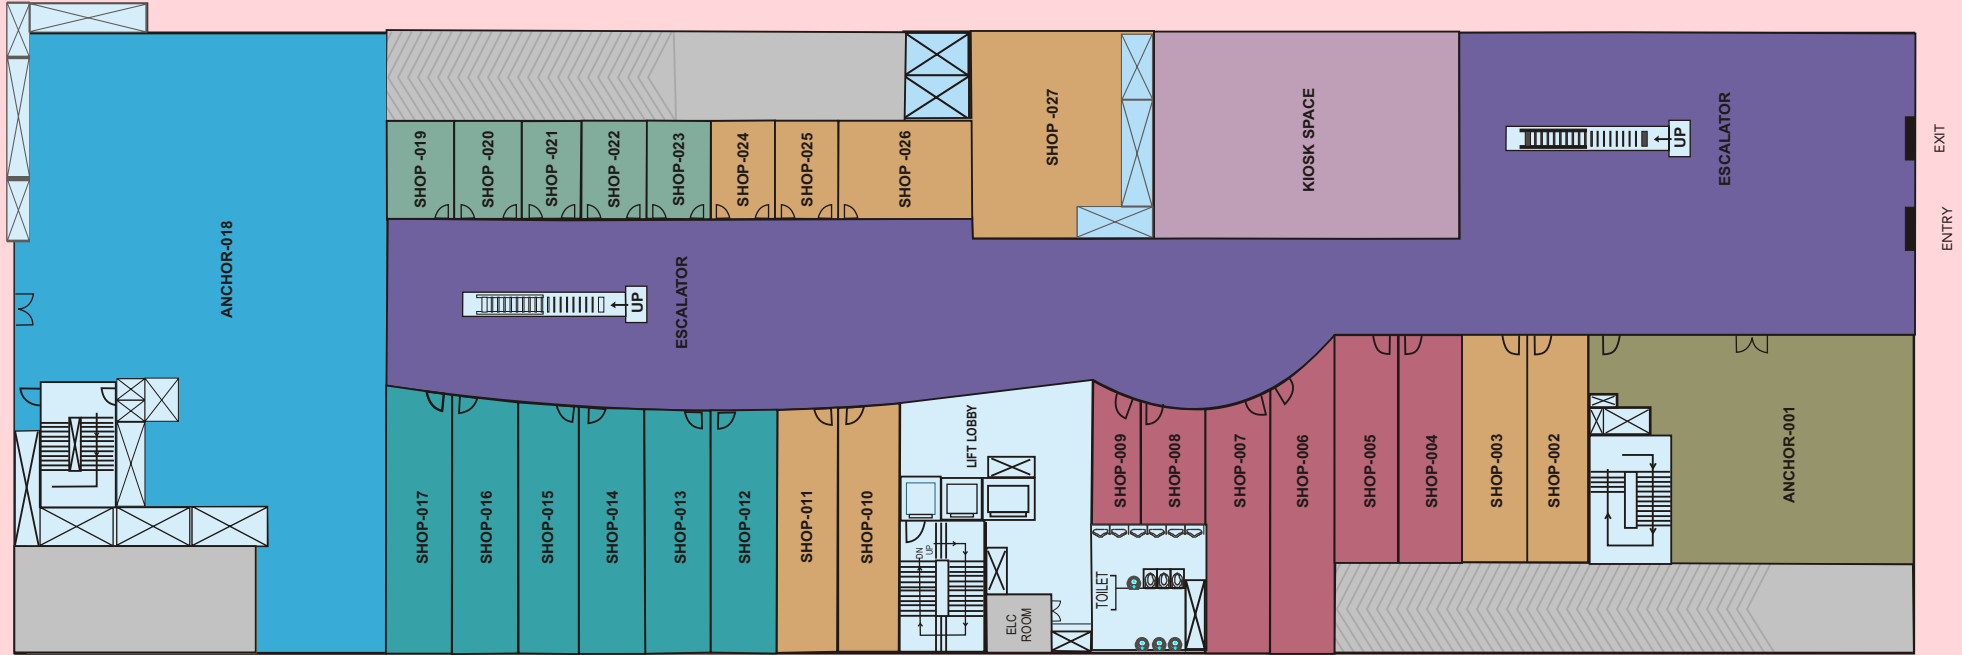 ANCHOR-018
SHOP -019
SHOP -020
SHOP -021
SHOP -022
SHOP-023
SHOP-024
SHOP-025
SHOP -026
SHOP -027
KIOSK SPACE
ESCALATOR
UP
EXIT
ENTRY
ESCALATOR
UP
SHOP-017
SHOP-016
SHOP-015
SHOP-014
SHOP-013
SHOP-012
SHOP-011
SHOP-010
LIFT LOBBY
DN
UP
ELC
ROOM
TOILET
SHOP-009
SHOP-008
SHOP-007
SHOP-006
SHOP-005
SHOP-004
SHOP-003
SHOP-002
ANCHOR-001